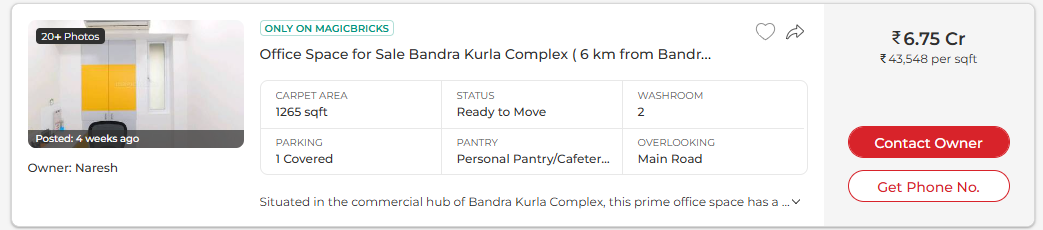 20+ Photos
Posted: 4 weeks ago
Owner: Naresh
ONLY ON MAGICBRICKS
Office Space for Sale Bandra Kurla Complex ( 6 km from Bandr...
CARPET AREA
1265 sqft
STATUS
Ready to Move
WASHROOM
2
PARKING
1 Covered
PANTRY
Personal Pantry/Cafeter...
OVERLOOKING
Main Road
Situated in the commercial hub of Bandra Kurla Complex, this prime office space has a ...
₹6.75 Cr
₹43,548 per sqft
Contact Owner
Get Phone No.